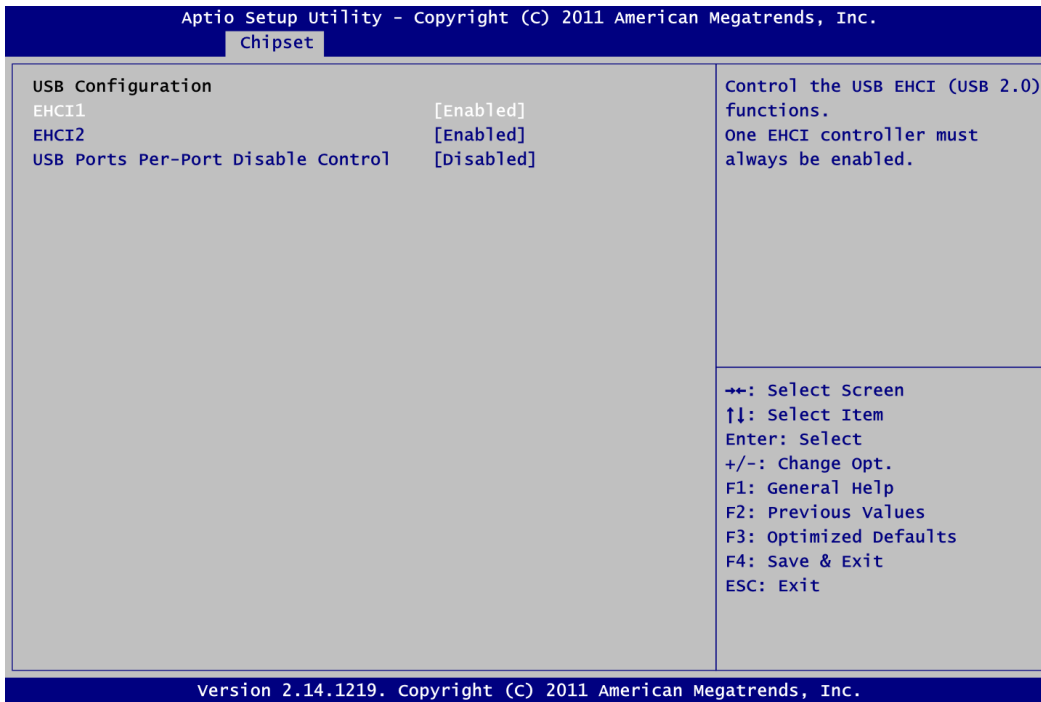 Aptio Setup Utility - Copyright (C) 2011 American Megatrends, Inc.
Chipset
USB Configuration
EHCI1 [Enabled]
EHCI2 [Enabled]
USB Ports Per-Port Disable Control [Disabled]
Control the USB EHCI (USB 2.0)
functions.
One EHCI controller must
always be enabled.
→←: Select Screen
↑↓: Select Item
Enter: Select
+/-: Change Opt.
F1: General Help
F2: Previous Values
F3: Optimized Defaults
F4: Save & Exit
ESC: Exit
Version 2.14.1219. Copyright (C) 2011 American Megatrends, Inc.